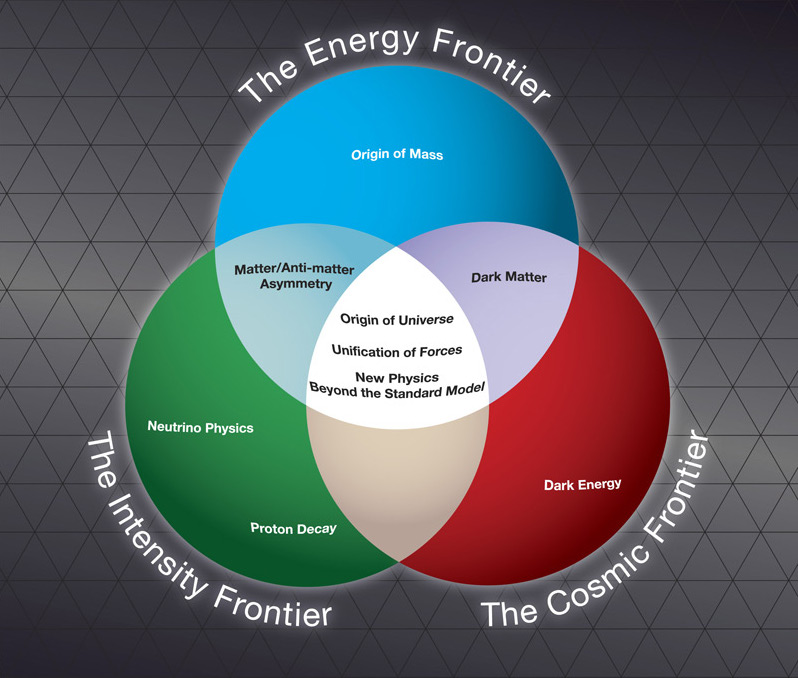 The Energy Frontier
Origin of Mass
Matter/Anti-matter
Asymmetry
Dark Matter
Origin of Universe
Unification of Forces
New Physics
Beyond the Standard Model
Neutrino Physics
Proton Decay
Dark Energy
The Intensity Frontier
The Cosmic Frontier